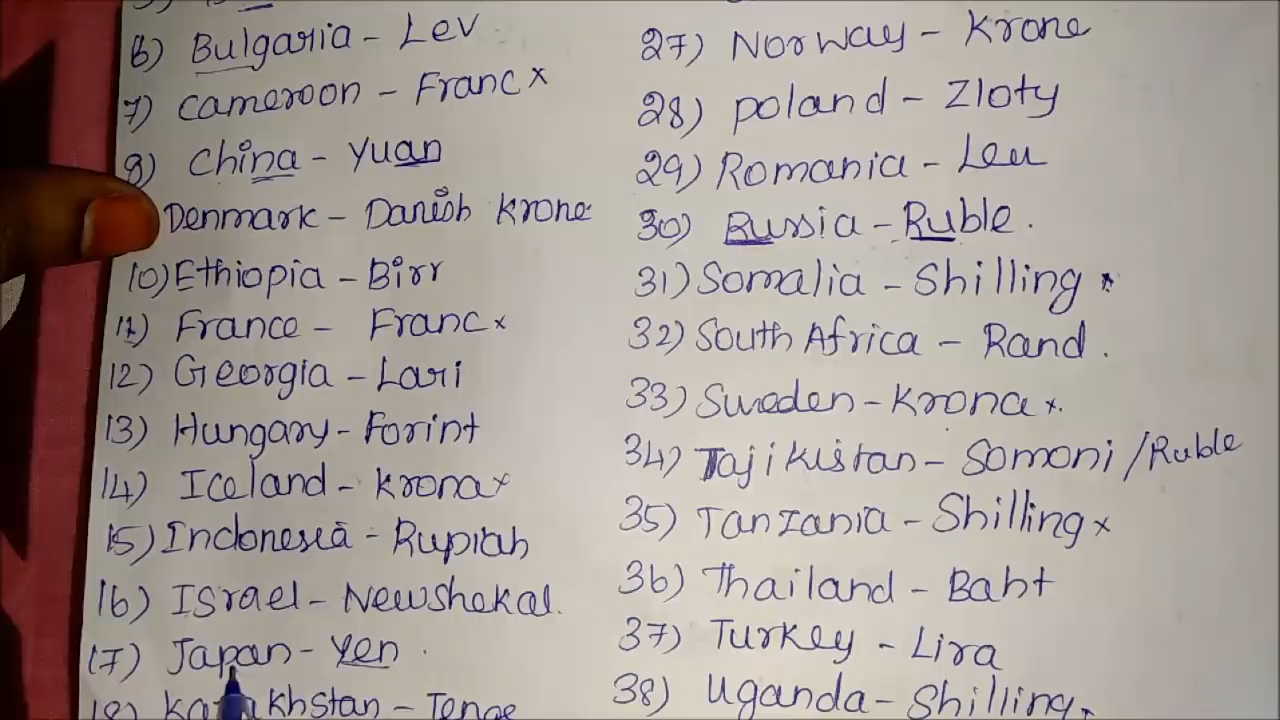 6) Bulgaria - Lev
7) Cameroon - Franc x
8) China - Yuan
Denmark - Danish Krone
10) Ethiopia - Birr
11) France - Franc x
12) Georgia - Lari
13) Hungary - Forint
14) Iceland - Krona x
15) Indonesia - Rupiah
16) Israel - Newshekal.
17) Japan - Yen
18) Kazakhstan - Tenge
27) Norway - Krone
28) Poland - Zloty
29) Romania - Leu
30) Russia - Ruble.
31) Somalia - Shilling *
32) South Africa - Rand.
33) Sweden - Krona x.
34) Tajikistan - Somoni / Ruble
35) Tanzania - Shilling x
36) Thailand - Baht
37) Turkey - Lira
38) Uganda - Shilling x